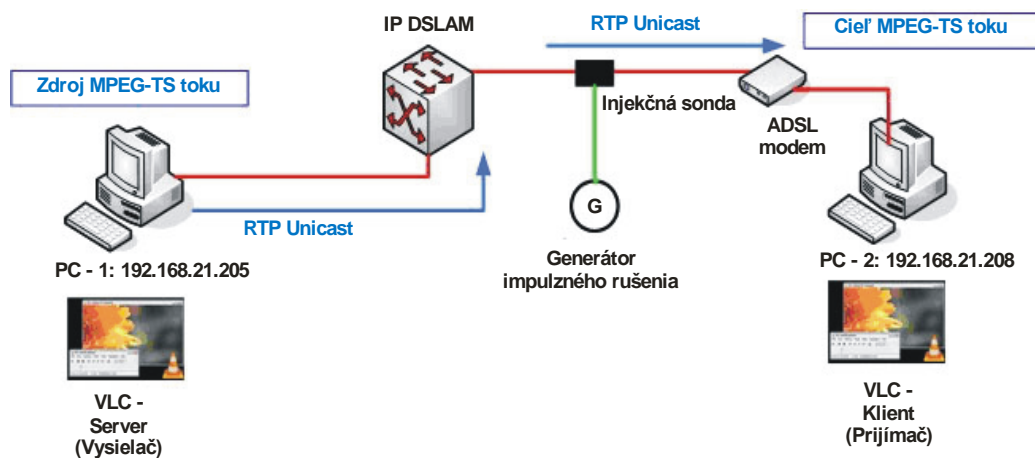 IP DSLAM
RTP Unicast
Cieľ MPEG-TS toku
Zdroj MPEG-TS toku
Injekčná sonda
ADSL
modem
G
RTP Unicast
Generátor
impulzného rušenia
PC - 1: 192.168.21.205
PC - 2: 192.168.21.208
VLC -
Server
(Vysielač)
VLC -
Klient
(Prijímač)